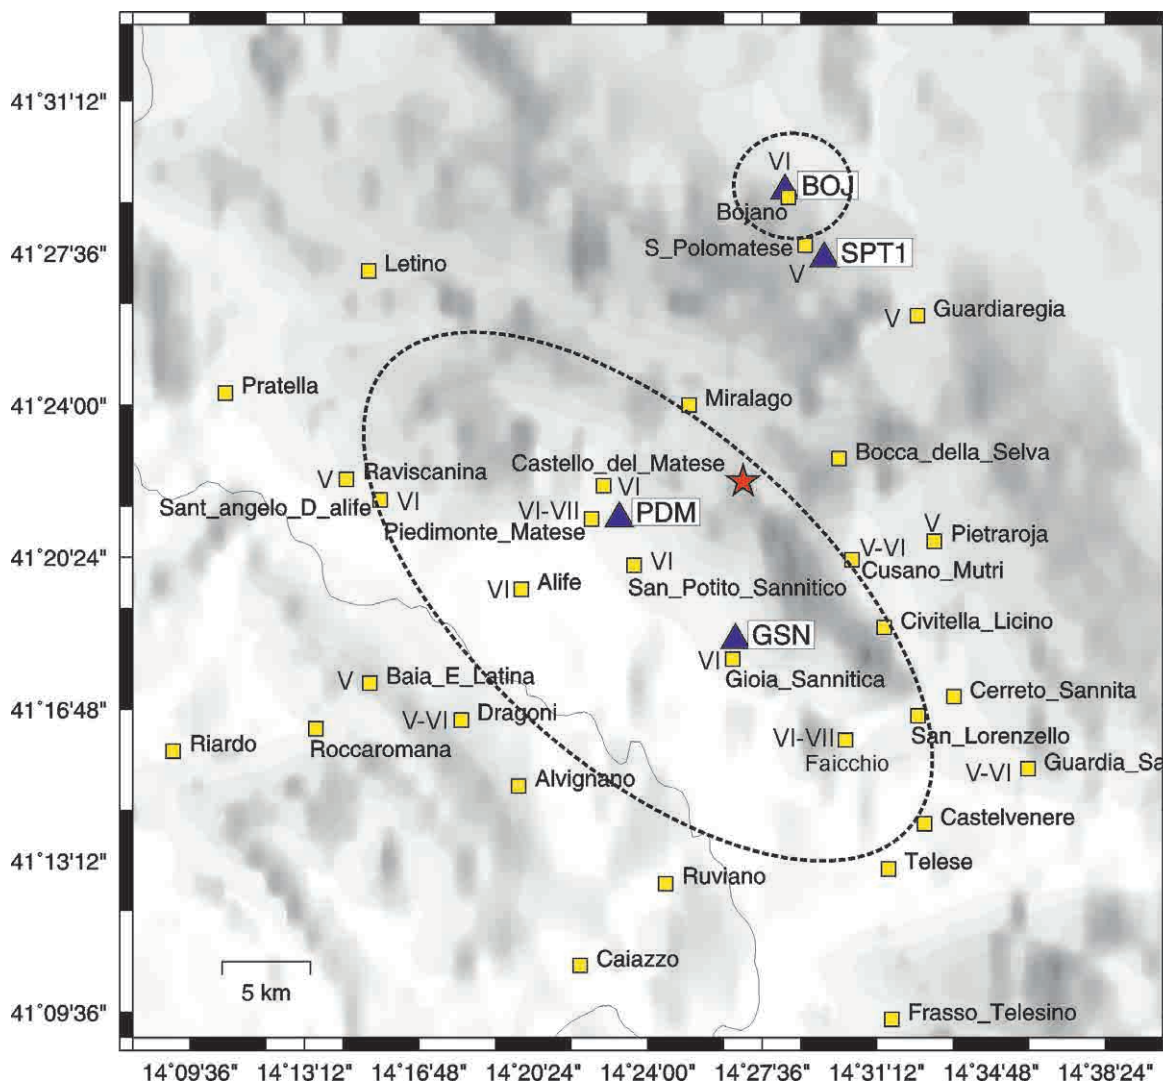 41°31'12"
VI
BOJ
Bojano
41°27'36"
S_Polomatese
SPT1
V
Letino
V
Guardiaregia
Pratella
41°24'00"
Miralago
Bocca_della_Selva
Castello_del_Matese
V
Raviscanina
VI
Sant_angelo_D_alife
VI
VI-VII
PDM
Piedimonte_Matese
V
Pietraroja
41°20'24"
V-VI
Cusano_Mutri
VI
San_Potito_Sannitico
VI
Alife
Civitella_Licino
GSN
VI
Gioia_Sannitica
V
Baia_E_Latina
Cerreto_Sannita
41°16'48"
V-VI
Dragoni
San_Lorenzello
Riardo
Roccaromana
VI-VII
Faicchio
V-VI
Guardia_Sa
Alvignano
Castelvenere
41°13'12"
Telese
Ruviano
Caiazzo
5 km
41°09'36"
Frasso_Telesino
14°09'36" 14°13'12" 14°16'48" 14°20'24" 14°24'00" 14°27'36" 14°31'12" 14°34'48" 14°38'24"